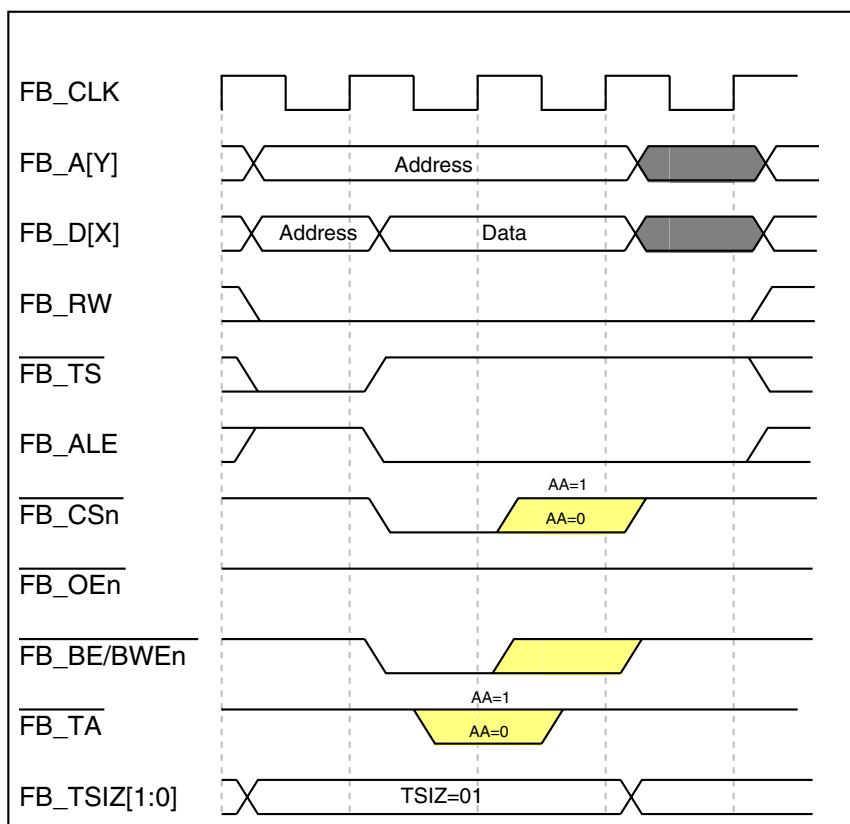 FB_CLK
FB_A[Y]
Address
FB_D[X]
Address
Data
FB_RW
FB_TS
FB_ALE
AA=1
FB_CSn
AA=0
FB_OEn
FB_BE/BWEn
AA=1
FB_TA
AA=0
FB_TSIZ[1:0]
TSIZ=01